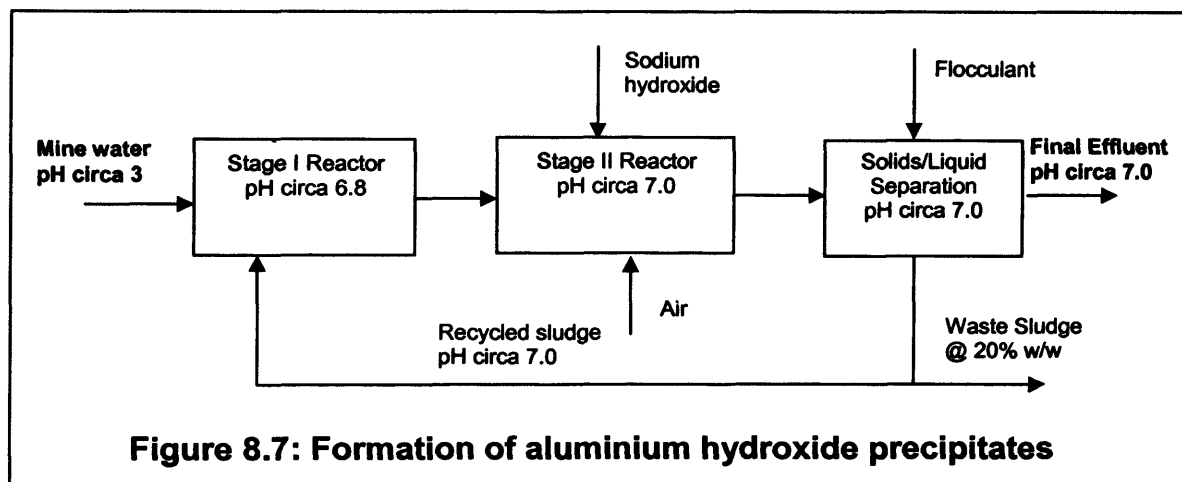 Sodium
hydroxide
Flocculant
Mine water
pH circa 3
Stage I Reactor
pH circa 6.8
Stage II Reactor
pH circa 7.0
Solids/Liquid
Separation
pH circa 7.0
Final Effluent
pH circa 7.0
Air
Recycled sludge
pH circa 7.0
Waste Sludge
@ 20% w/w
Figure 8.7: Formation of aluminium hydroxide precipitates